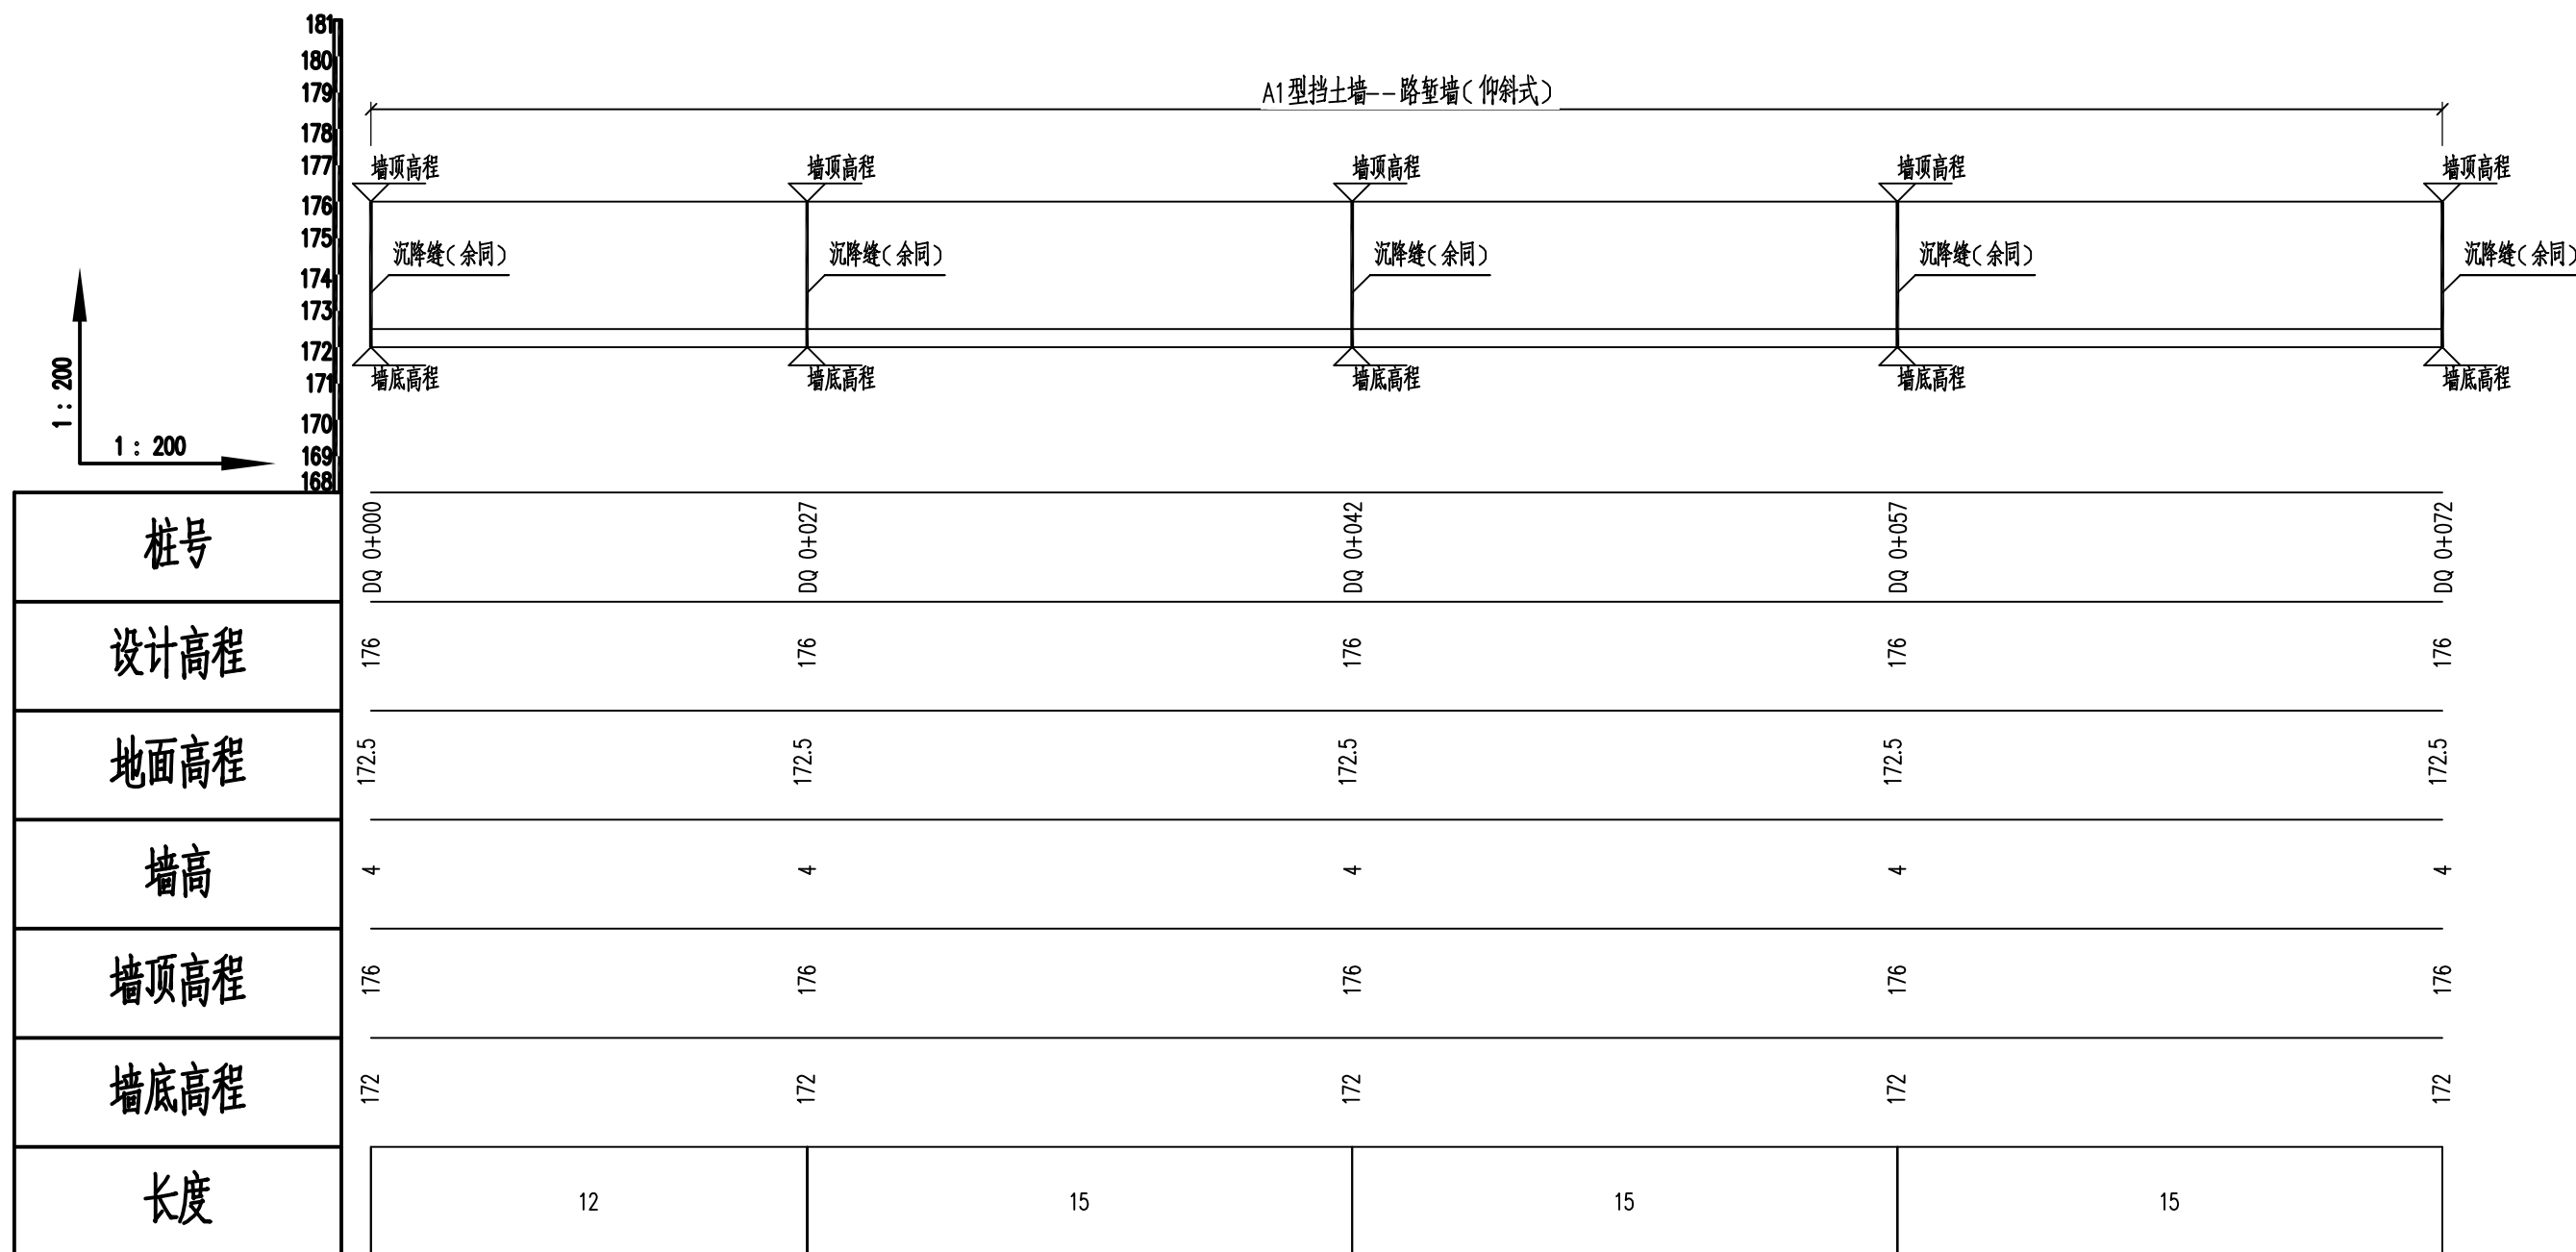 181
180
179
178
177
176
175
174
173
172
171
170
169
168
A1型挡土墙--路堑墙(仰斜式)
墙顶高程 墙顶高程 墙顶高程 墙顶高程 墙顶高程
沉降缝(余同) 沉降缝(余同) 沉降缝(余同) 沉降缝(余同) 沉降缝(余同)
墙底高程 墙底高程 墙底高程 墙底高程 墙底高程
1: 200
1: 200
桩号 DQ 0+000 DQ 0+027 DQ 0+042 DQ 0+057 DQ 0+072
设计高程 176 176 176 176 176
地面高程 172.5 172.5 172.5 172.5 172.5
墙高 4 4 4 4 4
墙顶高程 176 176 176 176 176
墙底高程 172 172 172 172 172
长度 12 15 15 15